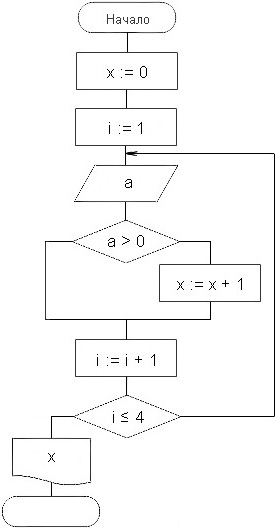 Начало
x := 0
i := 1
a
a > 0
x := x + 1
i := i + 1
i ≤ 4
x